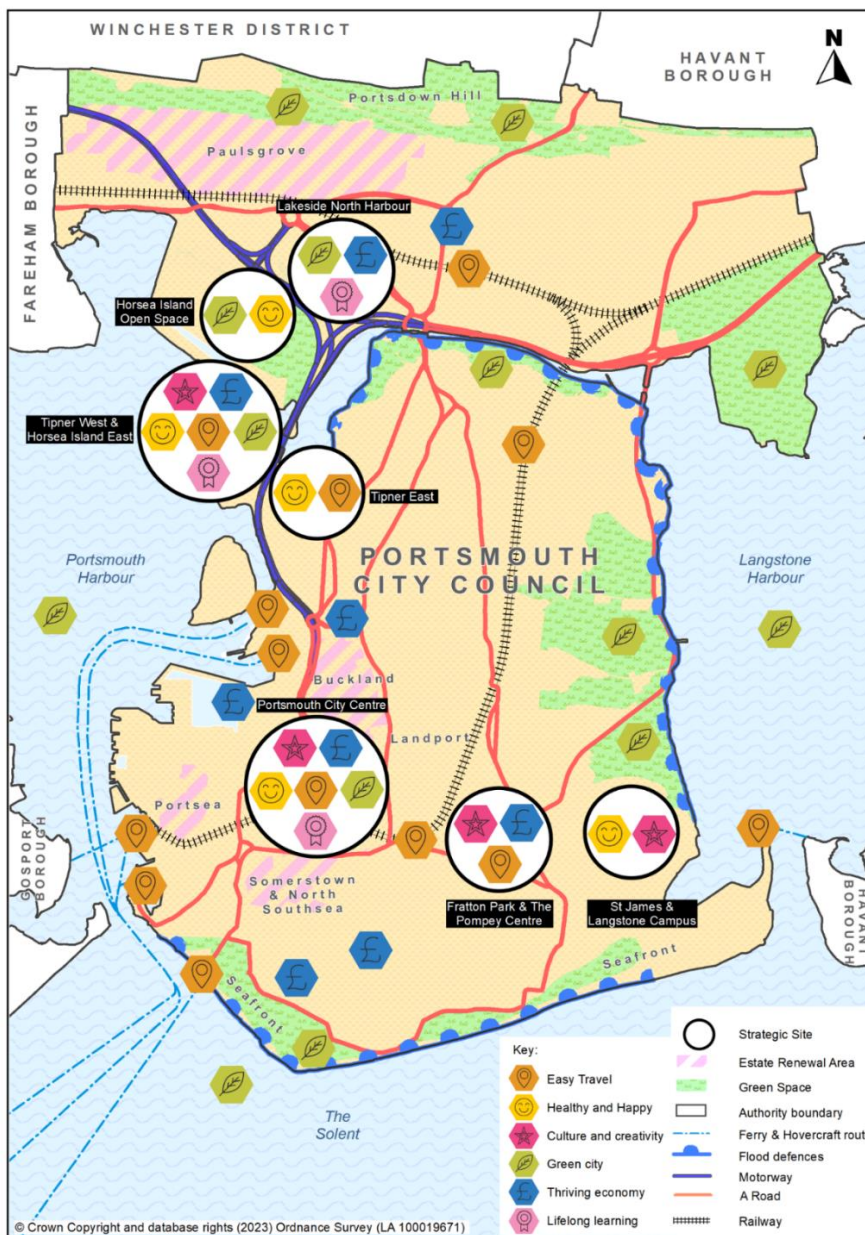 WINCHESTER DISTRICT
HAVANT
BOROUGH
N
FAREHAM BOROUGH
Portsdown Hill
Paulsgrove
Lakeside North Harbour
Horsea Island
Open Space
Tipner West &
Horsea Island East
Tipner East
PORTSMOUTH
CITY COUNCIL
Portsmouth
Harbour
Langstone
Harbour
Buckland
Portsmouth City Centre
Landport
Portsea
GOSPORT
BOROUGH
Somerstown
& North
Southsea
Fratton Park & The
Pompey Centre
St James &
Langstone Campus
HAVANT
BOROUGH
Seafront
Seafront
The
Solent
Key:
Easy Travel
Healthy and Happy
Culture and creativity
Green city
Thriving economy
Lifelong learning
Strategic Site
Estate Renewal Area
Green Space
Authority boundary
Ferry & Hovercraft rout
Flood defences
Motorway
A Road
Railway
© Crown Copyright and database rights (2023) Ordnance Survey (LA 100019671)